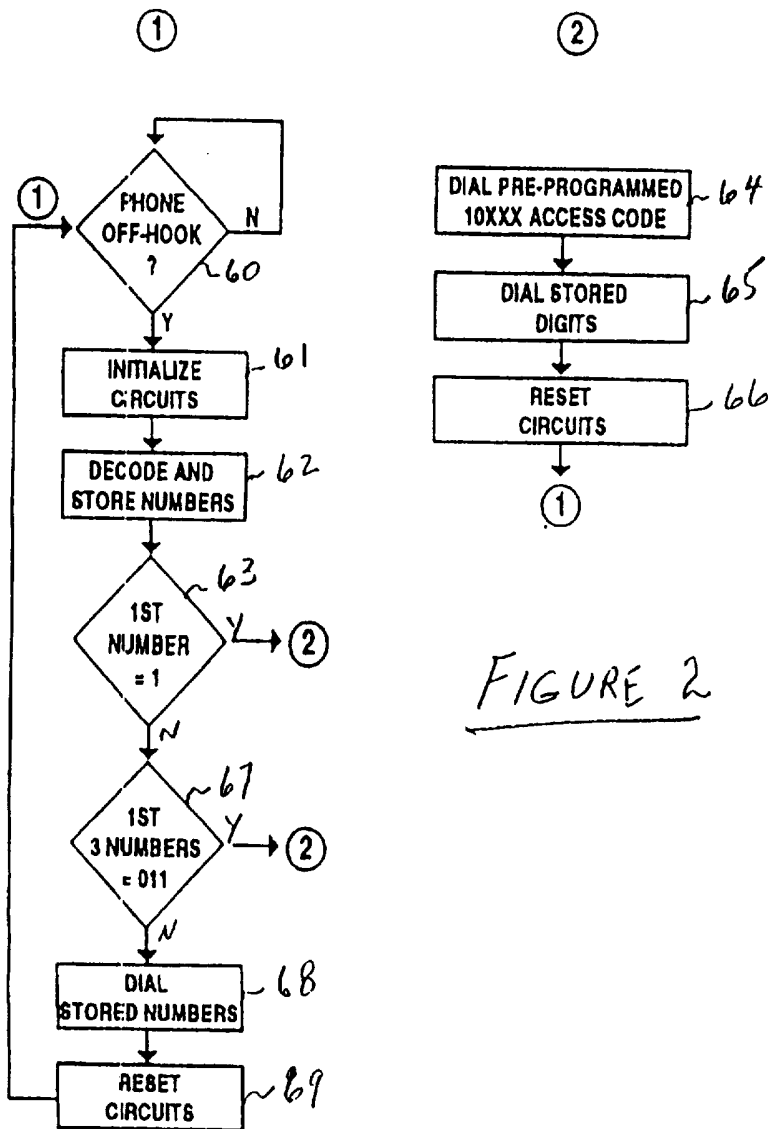 1
2
1
PHONE
OFF-HOOK
?
N
60
Y
INITIALIZE
CIRCUITS
61
DECODE AND
STORE NUMBERS
62
1ST
NUMBER
= 1
63
Y
2
N
1ST
3 NUMBERS
= 011
67
Y
2
N
DIAL
STORED NUMBERS
68
RESET
CIRCUITS
69
DIAL PRE-PROGRAMMED
10XXX ACCESS CODE
64
DIAL STORED
DIGITS
65
RESET
CIRCUITS
66
1
FIGURE 2